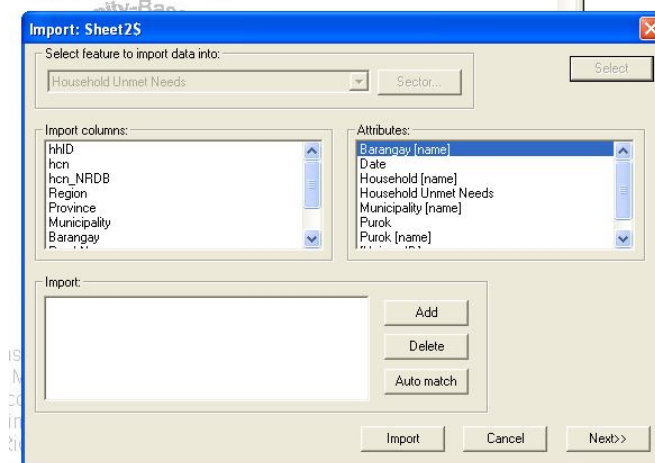 Import: Sheet2$
Select feature to import data into:
Household Unmet Needs
Sector...
Select
Import columns:
hhID
hcn
hcn_NRDB
Region
Province
Municipality
Barangay
Attributes:
Barangay [name]
Date
Household [name]
Household Unmet Needs
Municipality [name]
Purok
Purok [name]
Import:
Add
Delete
Auto match
Import
Cancel
Next>>